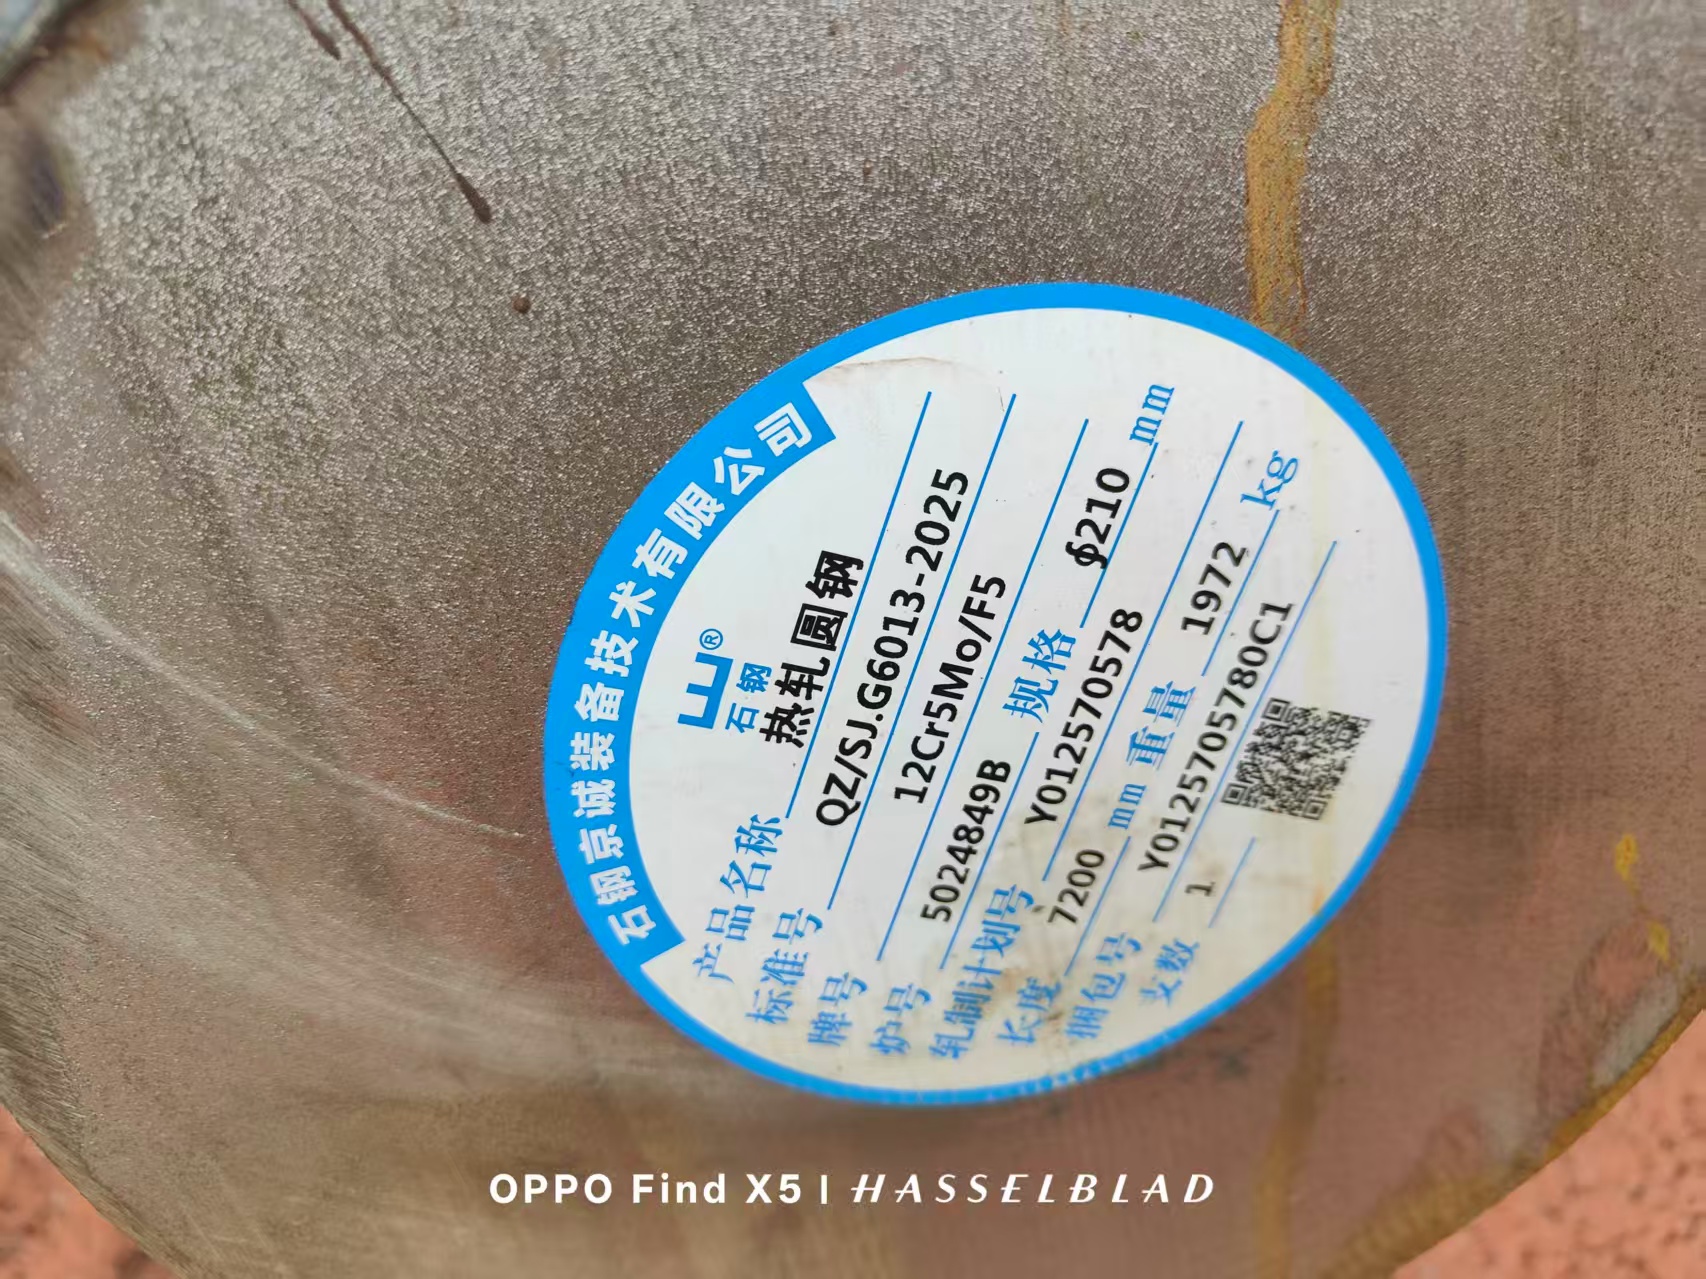 石钢京诚装备技术有限公司
®
石钢
产品名称 热轧圆钢
标准号 QZ/SJ.G6013-2025
牌号 12Cr5Mo/F5
炉号 5024849B 规格 ∮210 mm
轧制计划号 Y012570578
长度 7200 mm 重量 1972 kg
捆包号 Y0125705780C1
支数 1
OPPO Find X5 | HASSELBLAD